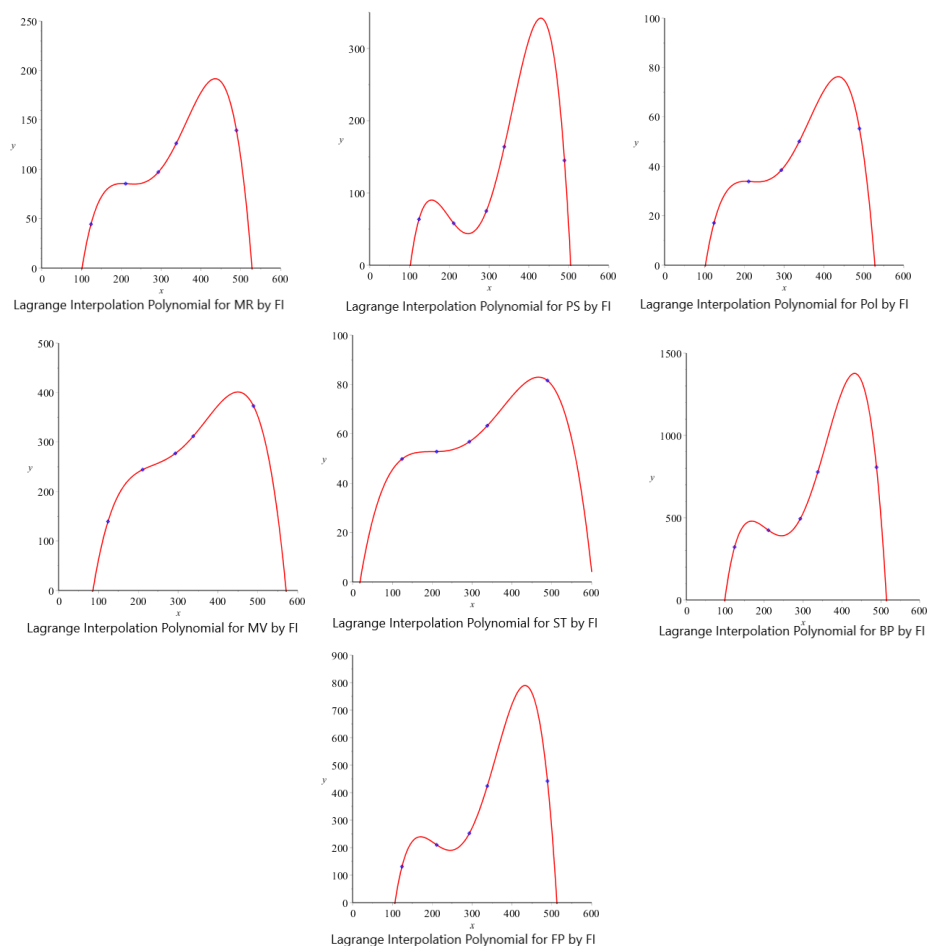 250
200
150
y
100
50
0
0 100 200 300 400 500 600
x
Lagrange Interpolation Polynomial for MR by FI
300
200
y
100
0
0 100 200 300 400 500 600
x
Lagrange Interpolation Polynomial for PS by FI
100
80
60
y
40
20
0
0 100 200 300 400 500 600
x
Lagrange Interpolation Polynomial for Pol by FI
500
400
300
y
200
100
0
0 100 200 300 400 500 600
x
Lagrange Interpolation Polynomial for MV by FI
100
80
60
y
40
20
0
0 100 200 300 400 500 600
x
Lagrange Interpolation Polynomial for ST by FI
1500
1000
y
500
0
0 100 200 300 400 500 600
x
Lagrange Interpolation Polynomial for BP by FI
900
800
700
600
500
y
400
300
200
100
0
0 100 200 300 400 500 600
x
Lagrange Interpolation Polynomial for FP by FI